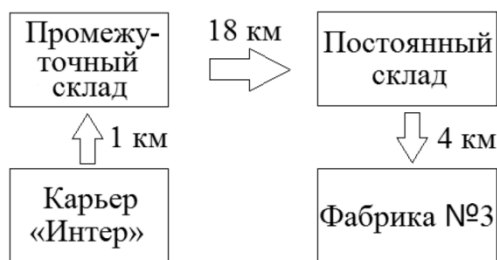 Промежу-
точный
склад
18 км
Постоянный
склад
1 км
4 км
Карьер
«Интер»
Фабрика №3